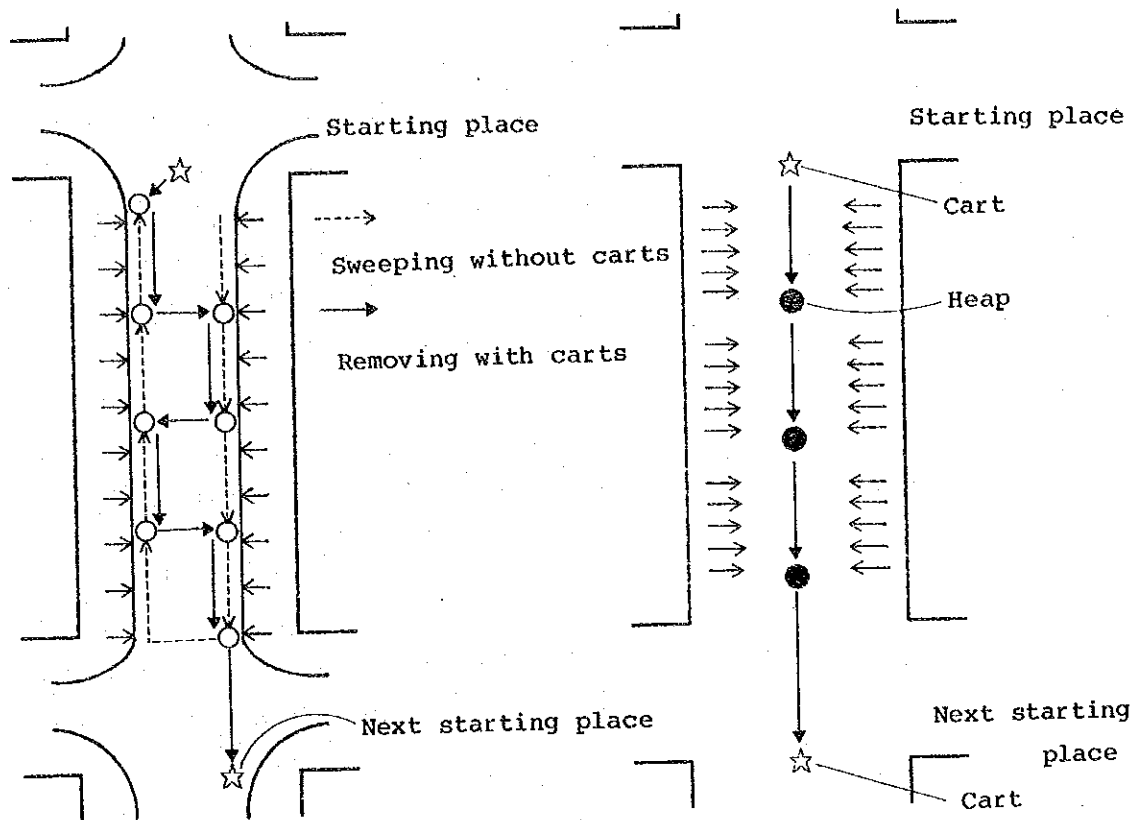 Starting place
Starting place
Cart
Sweeping without carts
Heap
Removing with carts
Next starting place
Next starting
place
Cart